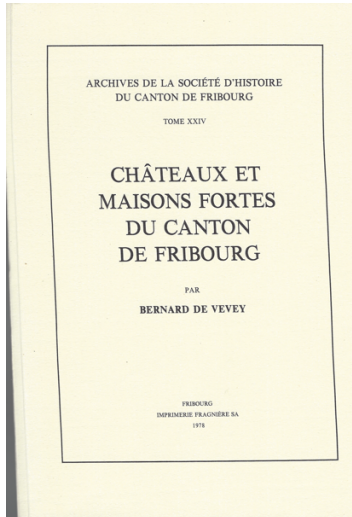 ARCHIVES DE LA SOCIÉTÉ D'HISTOIRE
DU CANTON DE FRIBOURG
TOME XXIV
CHÂTEAUX ET
MAISONS FORTES
DU CANTON
DE FRIBOURG
PAR
BERNARD DE VEVEY
FRIBOURG
IMPRIMERIE FRAGNIÈRE SA
1978